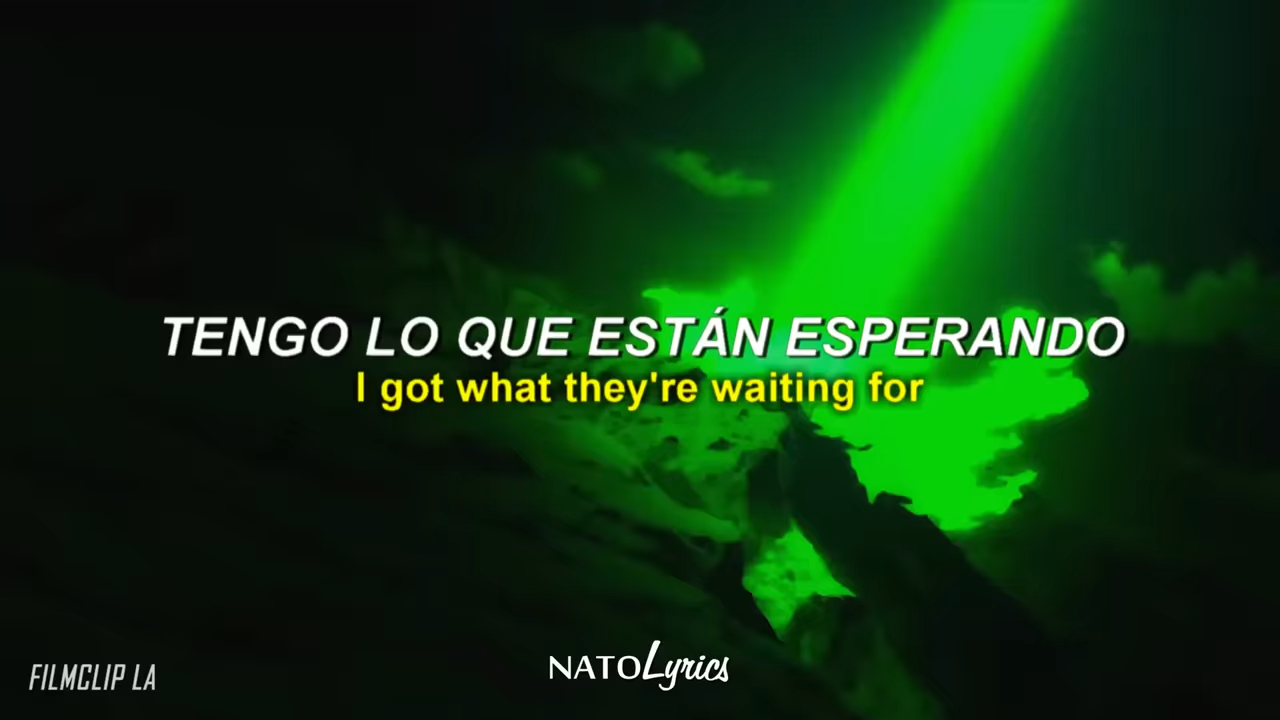 TENGO LO QUE ESTÁN ESPERANDO
I got what they're waiting for
NATOLyrics
FILMCLIP LA